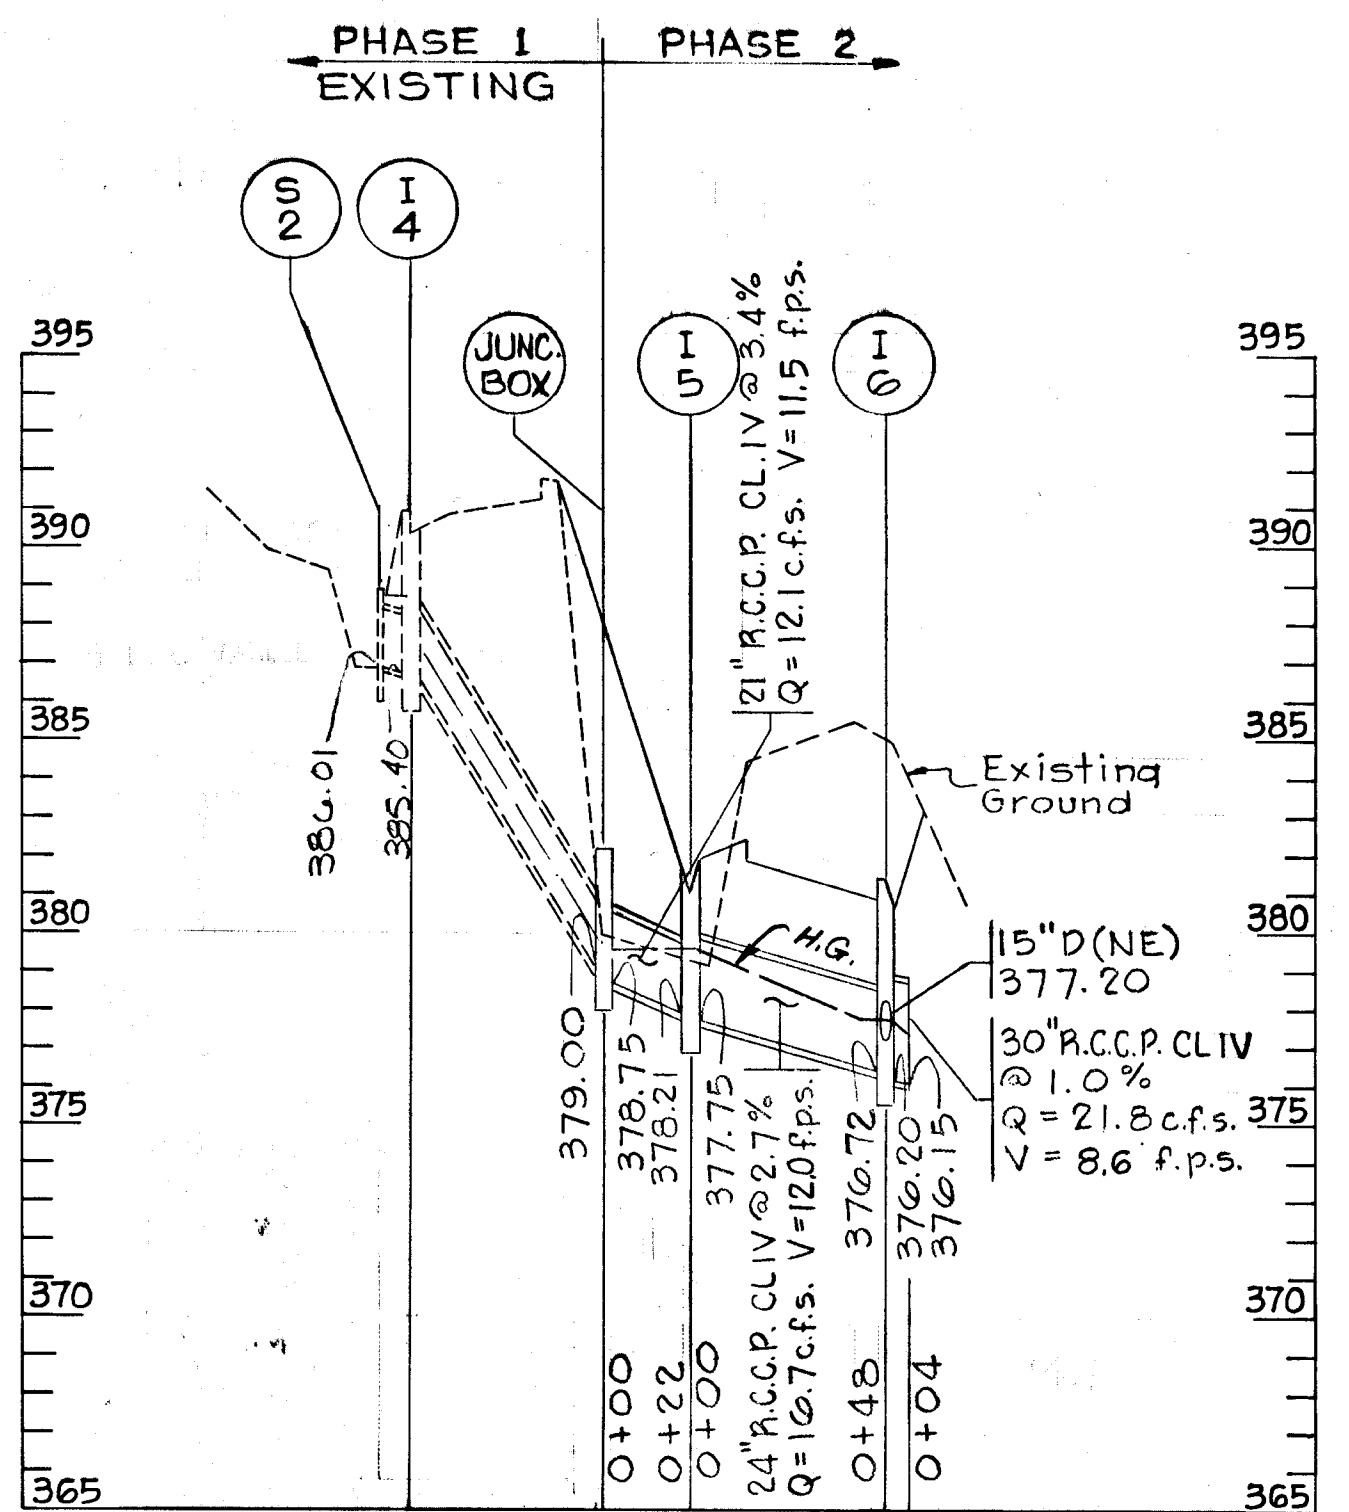 PHASE 1
EXISTING
PHASE 2
S
2
I
4
JUNC.
BOX
I
5
I
6
21" R.C.C.P. CL.IV @ 3.4%
Q = 12.1 c.f.s. V = 11.5 f.p.s.
395
390
385
380
375
370
365
395
390
385
380
375
370
365
386.01
385.40
Existing
Ground
H.G.
15"D(NE)
377.20
30"R.C.C.P. CL IV
@ 1.0%
Q = 21.8 c.f.s.
V = 8.6 f.p.s.
379.00
378.75
378.21
377.75
24"R.C.C.P. CL IV @ 2.7%
Q = 16.7 c.f.s. V = 12.0 f.p.s.
376.72
376.20
376.15
0+00
0+22
0+00
0+48
0+04